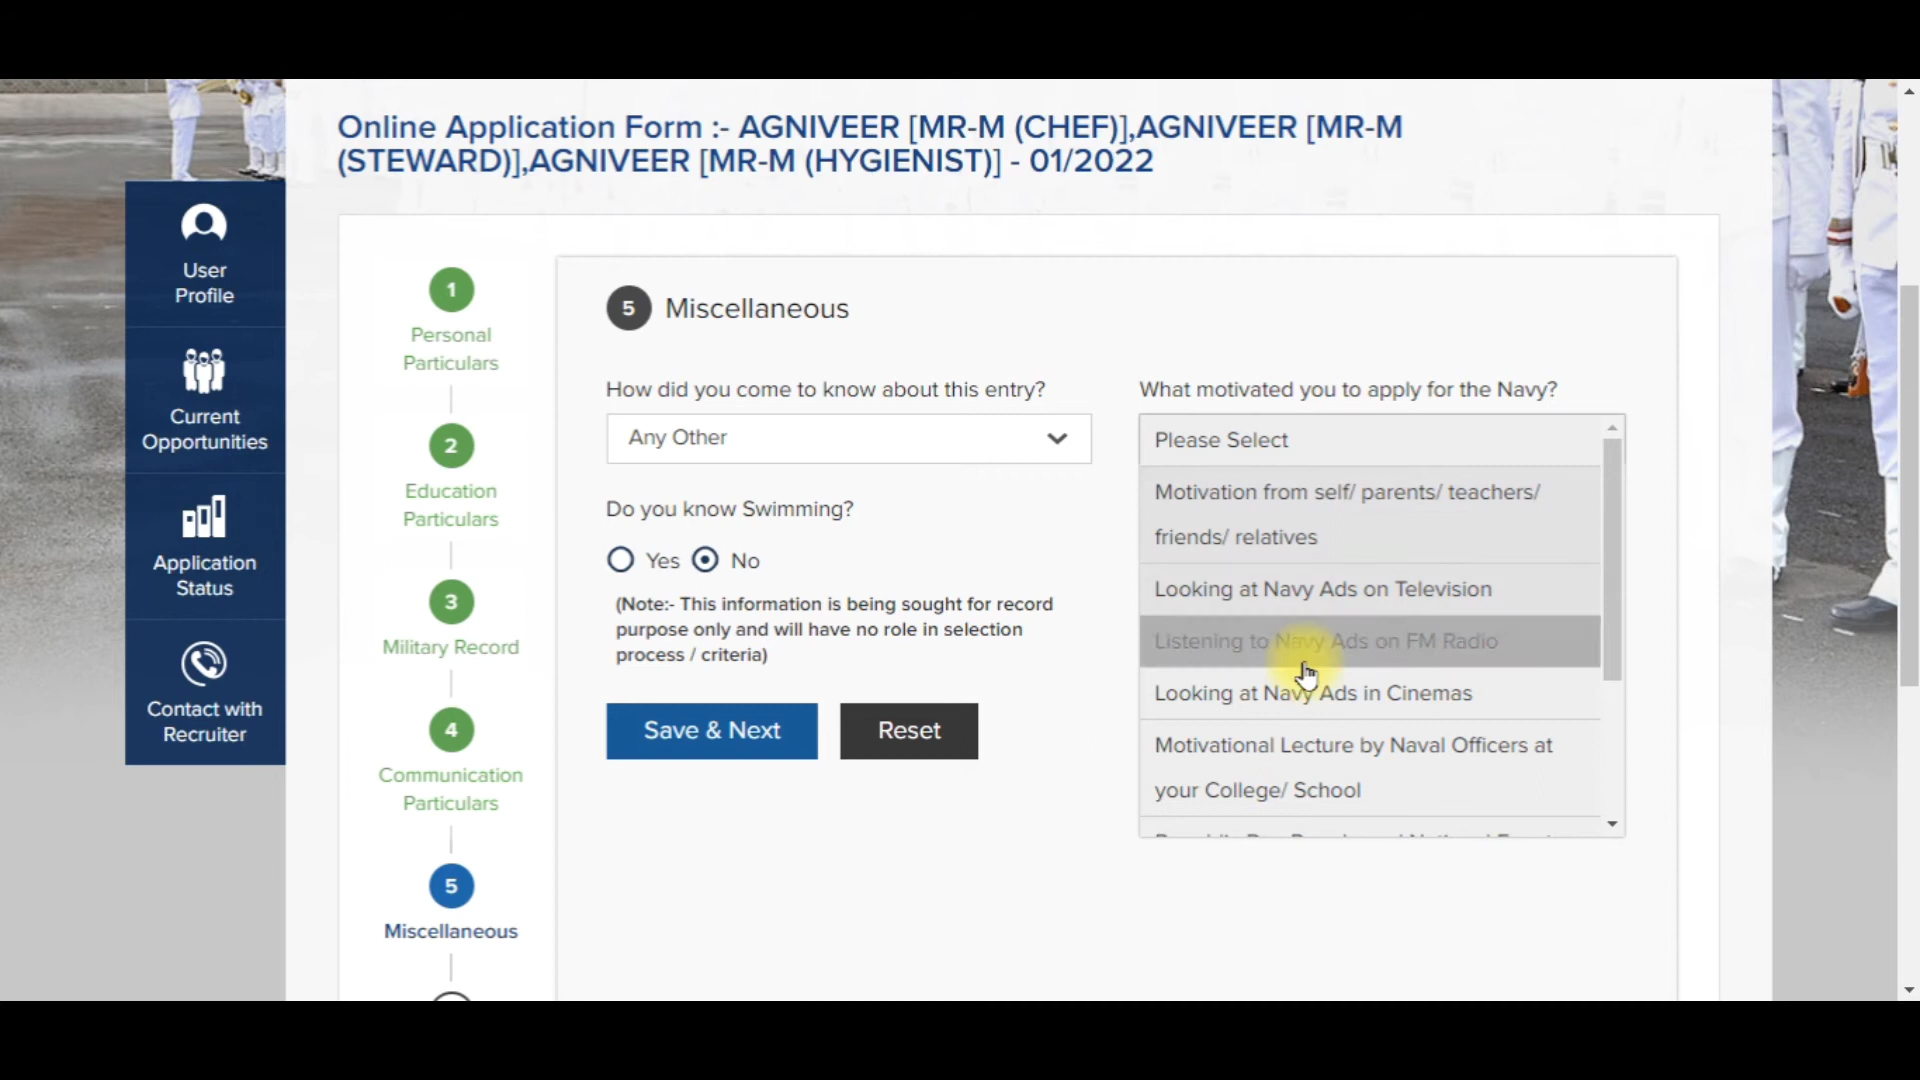 Online Application Form :- AGNIVEER [MR-M (CHEF)],AGNIVEER [MR-M
(STEWARD)],AGNIVEER [MR-M (HYGIENIST)] - 01/2022
User
Profile
Current
Opportunities
Application
Status
Contact with
Recruiter
1
Personal
Particulars
2
Education
Particulars
3
Military Record
4
Communication
Particulars
5
Miscellaneous
5 Miscellaneous
How did you come to know about this entry?
Any Other
Do you know Swimming?
Yes No
(Note:- This information is being sought for record
purpose only and will have no role in selection
process / criteria)
Save & Next Reset
What motivated you to apply for the Navy?
Please Select
Motivation from self/ parents/ teachers/
friends/ relatives
Looking at Navy Ads on Television
Listening to Navy Ads on FM Radio
Looking at Navy Ads in Cinemas
Motivational Lecture by Naval Officers at
your College/ School